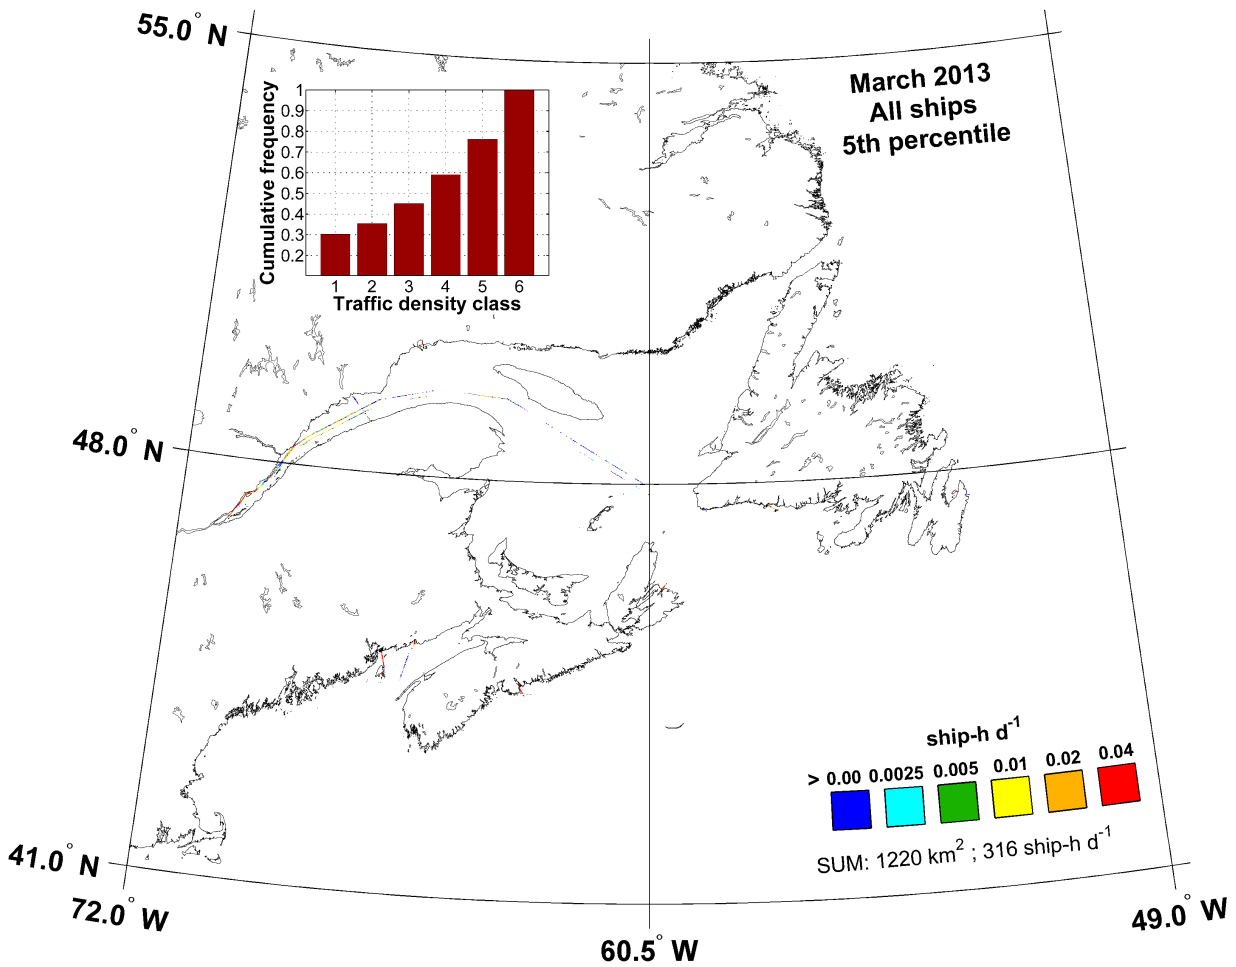 55.0° N
March 2013
All ships
5th percentile
Cumulative frequency
1
0.9
0.8
0.7
0.6
0.5
0.4
0.3
0.2
1 2 3 4 5 6
Traffic density class
48.0° N
ship-h d-1
> 0.00 0.0025 0.005 0.01 0.02 0.04
SUM: 1220 km2 ; 316 ship-h d-1
41.0° N
72.0° W
60.5° W
49.0° W